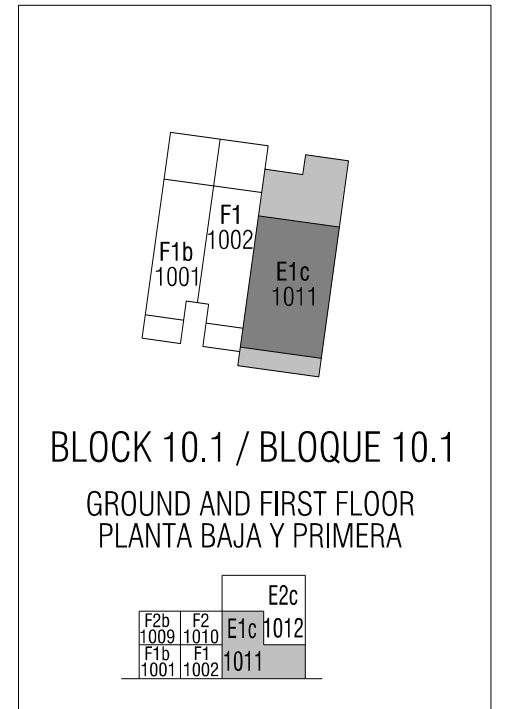 F1
1002
F1b
1001
E1c
1011
BLOCK 10.1 / BLOQUE 10.1
GROUND AND FIRST FLOOR
PLANTA BAJA Y PRIMERA
E2c
1012
F2b
1009
F2
1010
E1c
1011
F1b
1001
F1
1002